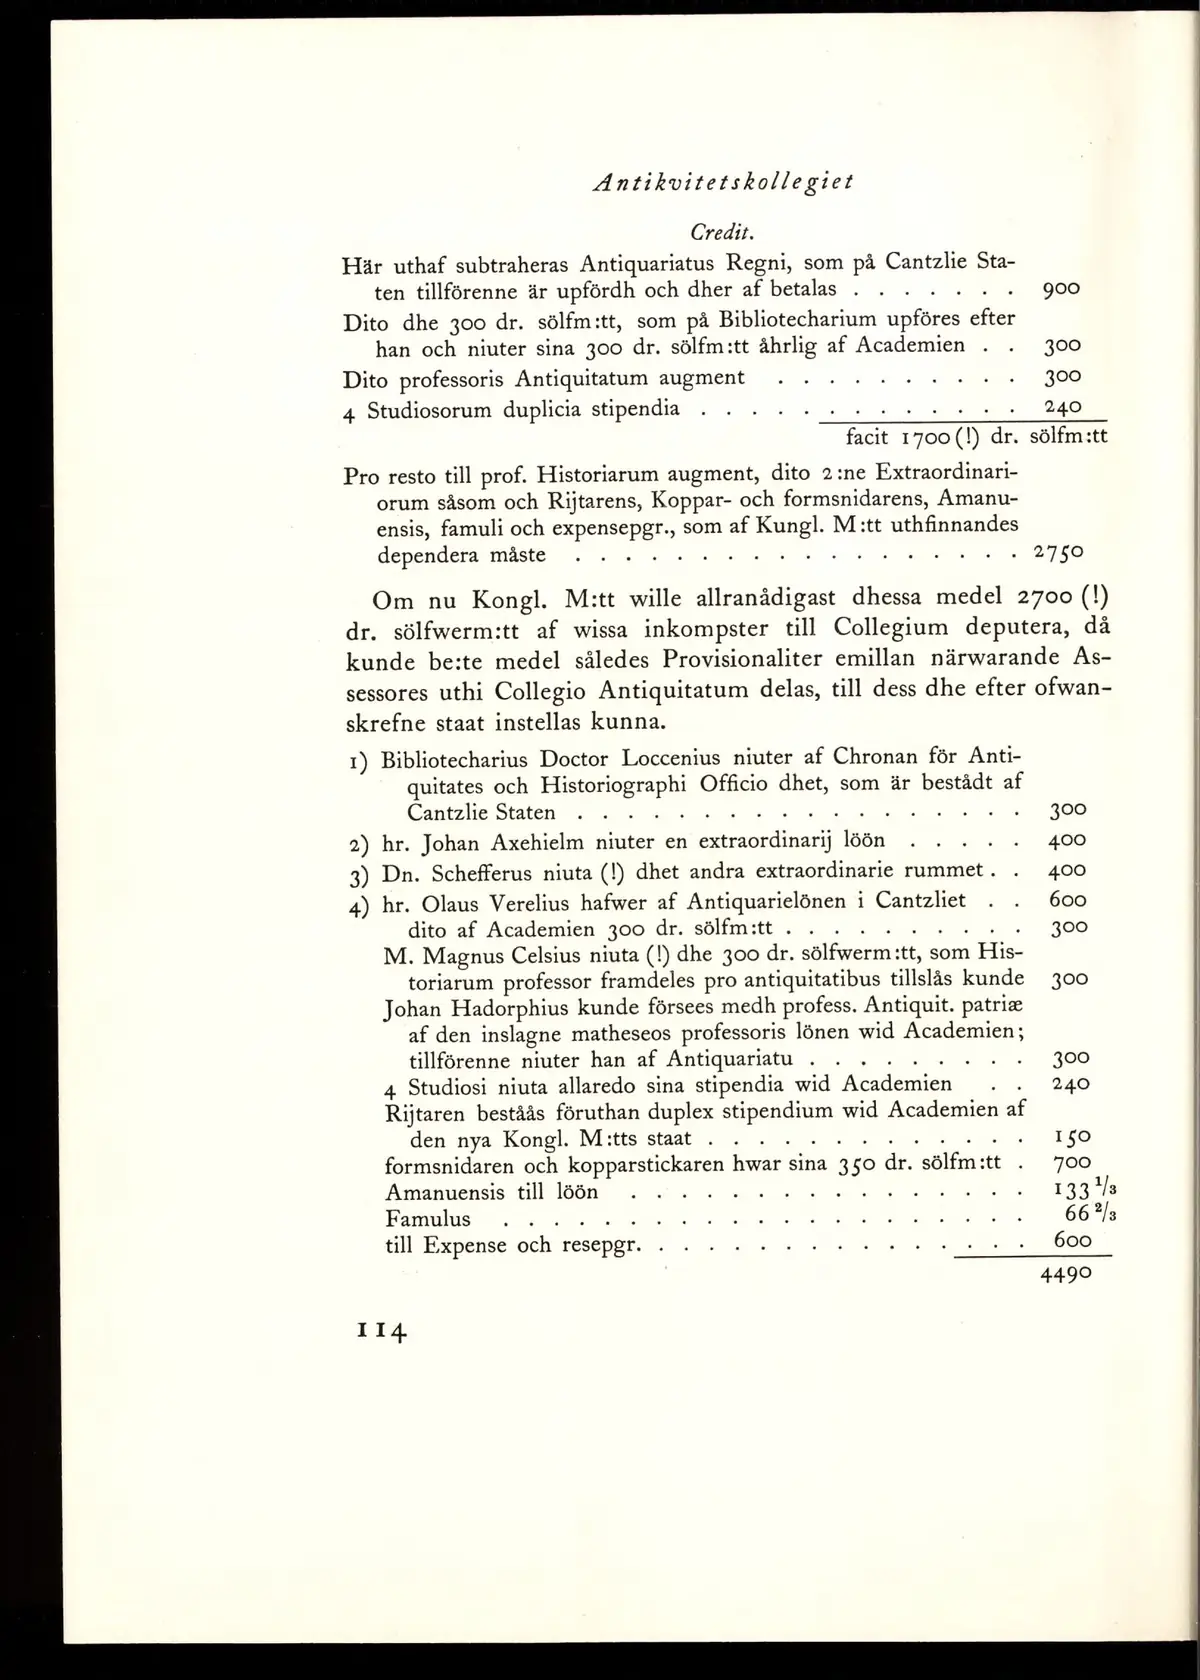 Antikvitetskollegiet
Credit.
Här uthaf subtraheras Antiquariatus Regni, som på Cantzlie Sta-
ten tillförenne är upfördh och dher af betalas . . . . . . . 900
Dito dhe 300 dr. sölfm:tt, som på Bibliotecharium upföres efter
han och niuter sina 300 dr. sölfm:tt åhrlig af Academien . . 300
Dito professoris Antiquitatum augment . . . . . . . . . . 300
4 Studiosorum duplicia stipendia . . . . . . . . . . . . . 240
facit 1700(!) dr. sölfm:tt
Pro resto till prof. Historiarum augment, dito 2:ne Extraordinari-
orum såsom och Rijtarens, Koppar- och formsnidarens, Amanu-
ensis, famuli och expensepgr., som af Kungl. M:tt uthfinnandes
dependera måste . . . . . . . . . . . . . . . . . . 2750
Om nu Kongl. M:tt wille allranådigast dhessa medel 2700 (!)
dr. sölfwerm:tt af wissa inkompster till Collegium deputera, då
kunde be:te medel således Provisionaliter emillan närwarande As-
sessores uthi Collegio Antiquitatum delas, till dess dhe efter ofwan-
skrefne staat instellas kunna.
1) Bibliotecharius Doctor Loccenius niuter af Chronan för Anti-
quitates och Historiographi Officio dhet, som är bestådt af
Cantzlie Staten . . . . . . . . . . . . . . . . . . 300
2) hr. Johan Axehielm niuter en extraordinarij löön . . . . . 400
3) Dn. Schefferus niuta (!) dhet andra extraordinarie rummet . . 400
4) hr. Olaus Verelius hafwer af Antiquarielönen i Cantzliet . . 600
dito af Academien 300 dr. sölfm:tt . . . . . . . . . . 300
M. Magnus Celsius niuta (!) dhe 300 dr. sölfwerm:tt, som His-
toriarum professor framdeles pro antiquitatibus tillslås kunde 300
Johan Hadorphius kunde försees medh profess. Antiquit. patriæ
af den inslagne matheseos professoris lönen wid Academien;
tillförenne niuter han af Antiquariatu . . . . . . . . . 300
4 Studiosi niuta allaredo sina stipendia wid Academien . . 240
Rijtaren beståås föruthan duplex stipendium wid Academien af
den nya Kongl. M:tts staat . . . . . . . . . . . . . 150
formsnidaren och kopparstickaren hwar sina 350 dr. sölfm:tt . 700
Amanuensis till löön . . . . . . . . . . . . . . . . 133 1/3
Famulus . . . . . . . . . . . . . . . . . . . . . 66 2/3
till Expense och resepgr. . . . . . . . . . . . . . . . 600
4490
114